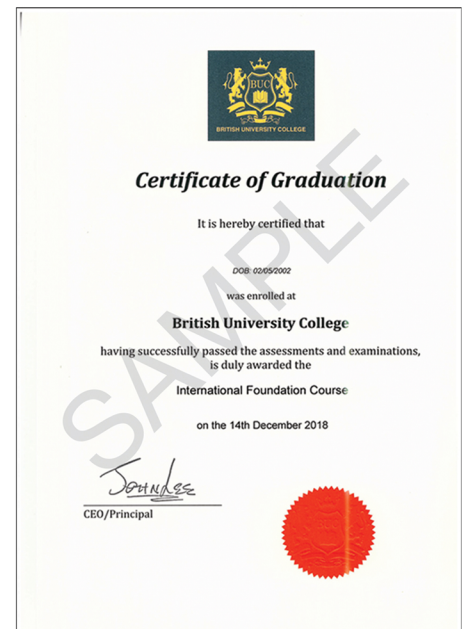 BUC
BRITISH UNIVERSITY COLLEGE
Certificate of Graduation
It is hereby certified that
DOB: 02/05/2002
was enrolled at
British University College
having successfully passed the assessments and examinations,
is duly awarded the
International Foundation Course
on the 14th December 2018
SAMPLE
John Lee
CEO/Principal